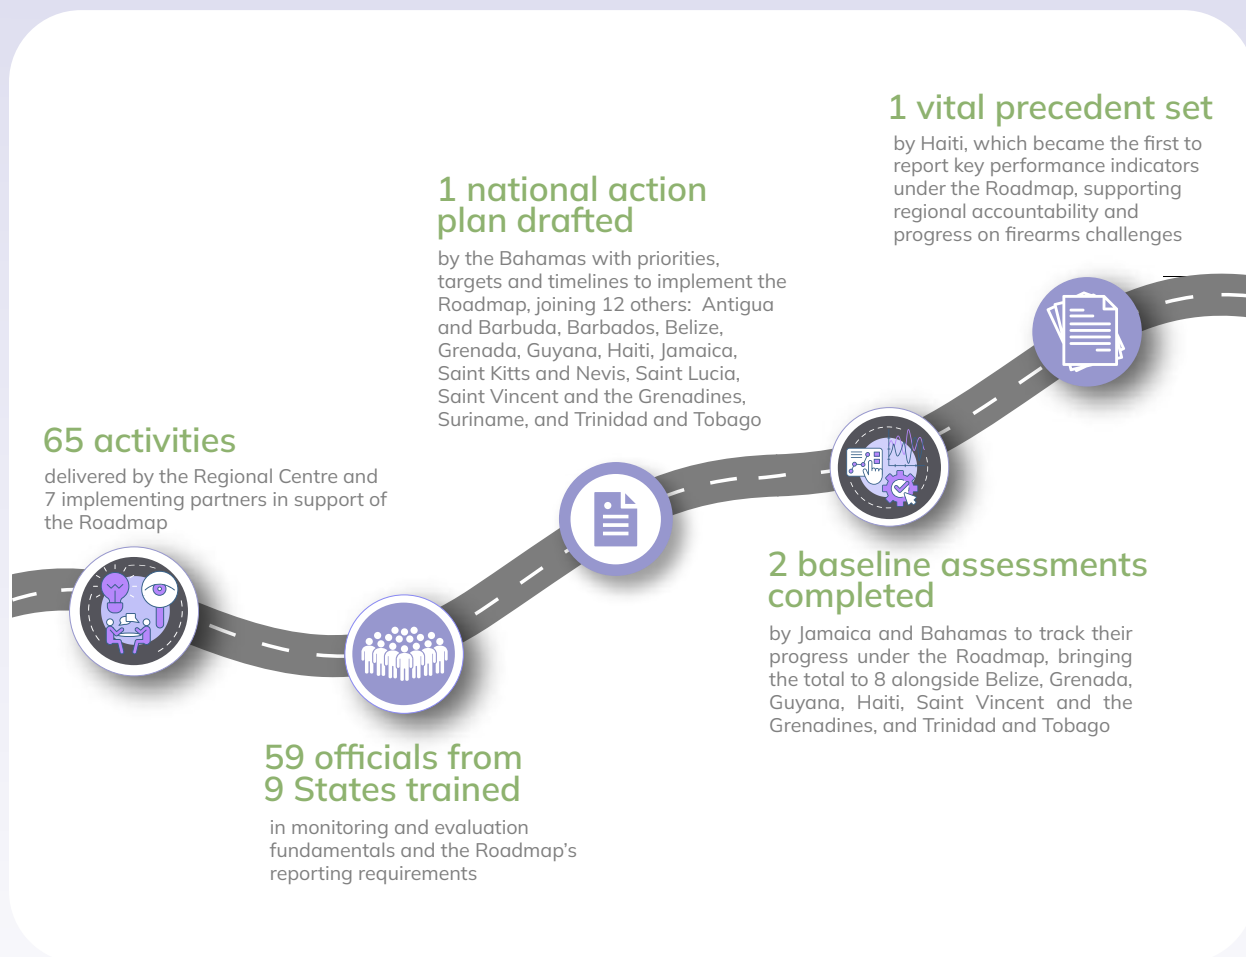 65 activities
delivered by the Regional Centre and
7 implementing partners in support of
the Roadmap
59 officials from
9 States trained
in monitoring and evaluation
fundamentals and the Roadmap's
reporting requirements
1 national action
plan drafted
by the Bahamas with priorities,
targets and timelines to implement the
Roadmap, joining 12 others:  Antigua
and Barbuda, Barbados, Belize,
Grenada, Guyana, Haiti, Jamaica,
Saint Kitts and Nevis, Saint Lucia,
Saint Vincent and the Grenadines,
Suriname, and Trinidad and Tobago
2 baseline assessments
completed
by Jamaica and Bahamas to track their
progress under the Roadmap, bringing
the total to 8 alongside Belize, Grenada,
Guyana, Haiti, Saint Vincent and the
Grenadines, and Trinidad and Tobago
1 vital precedent set
by Haiti, which became the first to
report key performance indicators
under the Roadmap, supporting
regional accountability and
progress on firearms challenges